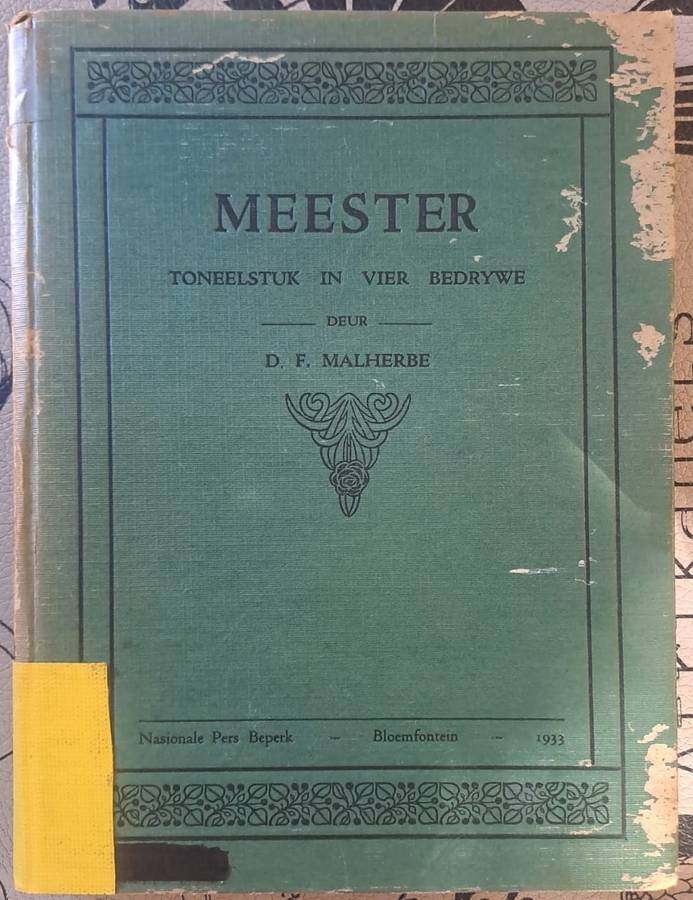 MEESTER
TONEELSTUK IN VIER BEDRYWE
DEUR
D. F. MALHERBE
Nasionale Pers Beperk - Bloemfontein - 1933